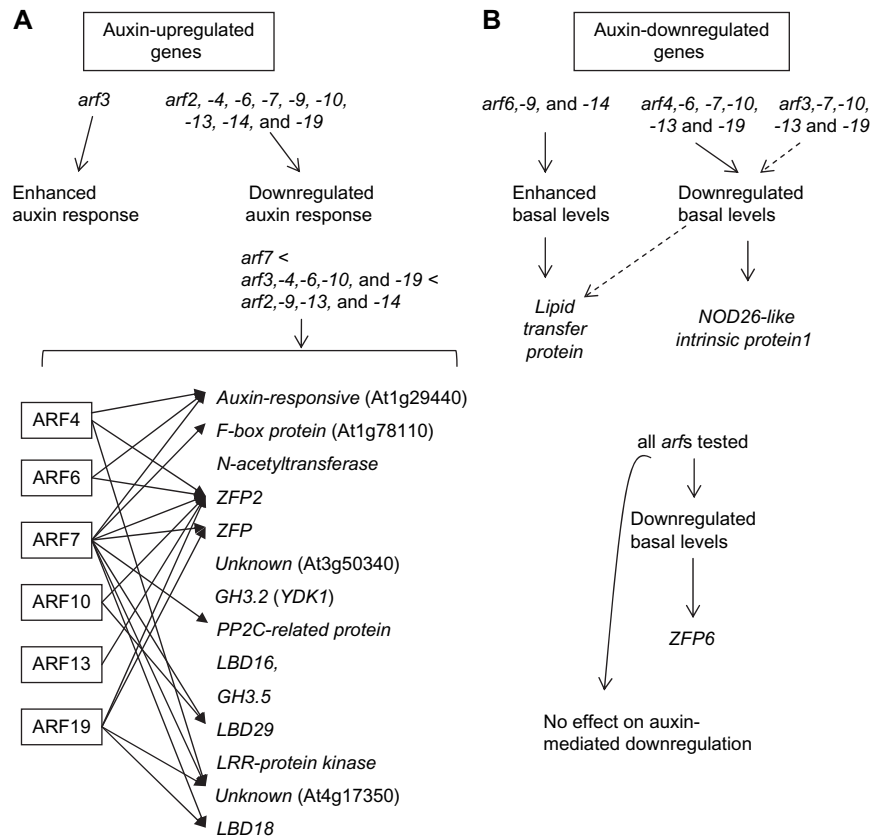 A
Auxin-upregulated
genes
arf3
arf2, -4, -6, -7, -9, -10,
-13, -14, and -19
Enhanced
auxin response
Downregulated
auxin response
arf7 <
arf3,-4,-6,-10, and -19 <
arf2,-9,-13, and -14
ARF4
ARF6
ARF7
ARF10
ARF13
ARF19
Auxin-responsive (At1g29440)
F-box protein (At1g78110)
N-acetyltransferase
ZFP2
ZFP
Unknown (At3g50340)
GH3.2 (YDK1)
PP2C-related protein
LBD16,
GH3.5
LBD29
LRR-protein kinase
Unknown (At4g17350)
LBD18
B
Auxin-downregulated
genes
arf6,-9, and -14
arf4,-6, -7,-10,
-13 and -19
arf3,-7,-10,
-13 and -19
Enhanced
basal levels
Downregulated
basal levels
Lipid
transfer
protein
NOD26-like
intrinsic protein1
all arfs tested
Downregulated
basal levels
ZFP6
No effect on auxin-
mediated downregulation